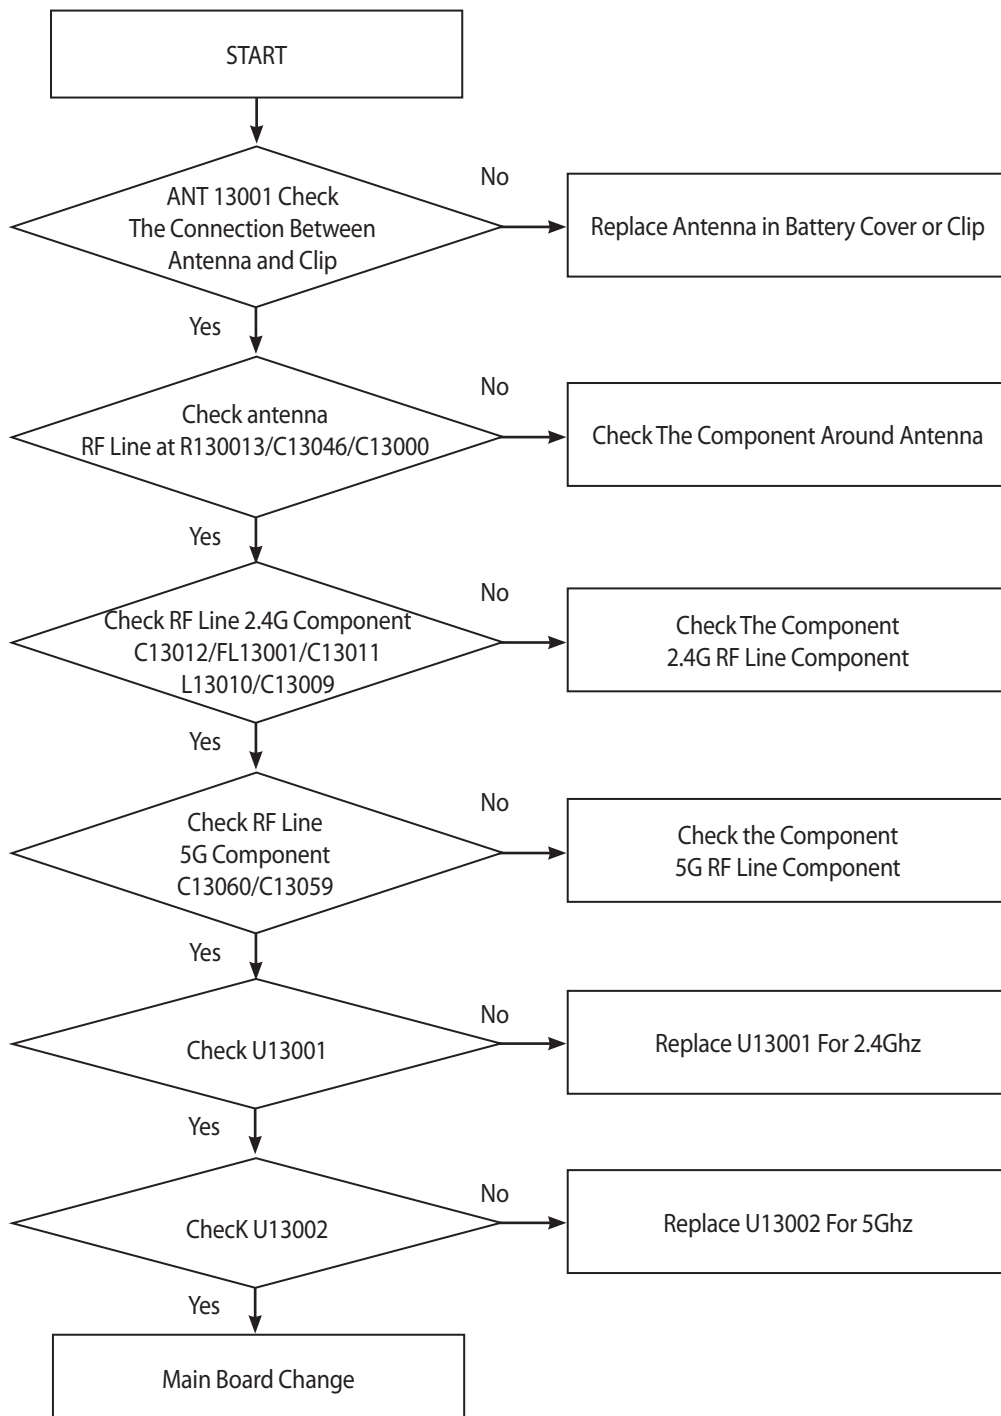 START
ANT 13001 Check
The Connection Between
Antenna and Clip
No
Replace Antenna in Battery Cover or Clip
Yes
Check antenna
RF Line at R130013/C13046/C13000
No
Check The Component Around Antenna
Yes
Check RF Line 2.4G Component
C13012/FL13001/C13011
L13010/C13009
No
Check The Component
2.4G RF Line Component
Yes
Check RF Line
5G Component
C13060/C13059
No
Check the Component
5G RF Line Component
Yes
Check U13001
No
Replace U13001 For 2.4Ghz
Yes
ChecK U13002
No
Replace U13002 For 5Ghz
Yes
Main Board Change